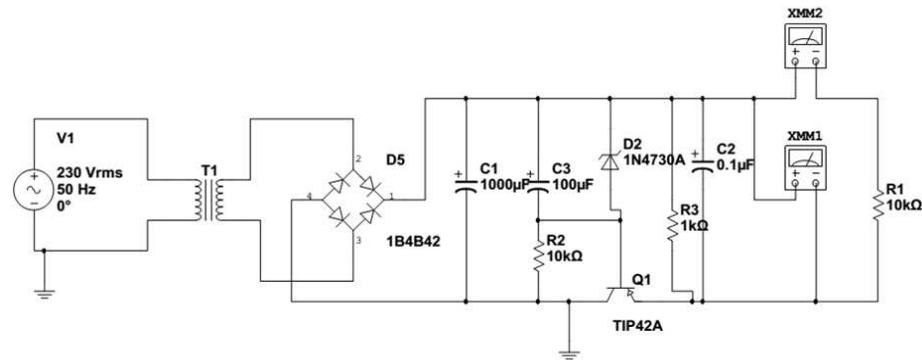 XMM2
V1
230 Vrms
50 Hz
0°
T1
2
D5
4
1
3
1B4B42
C1
1000µF
C3
100µF
D2
1N4730A
C2
0.1µF
XMM1
R3
1kΩ
R1
10kΩ
R2
10kΩ
Q1
TIP42A